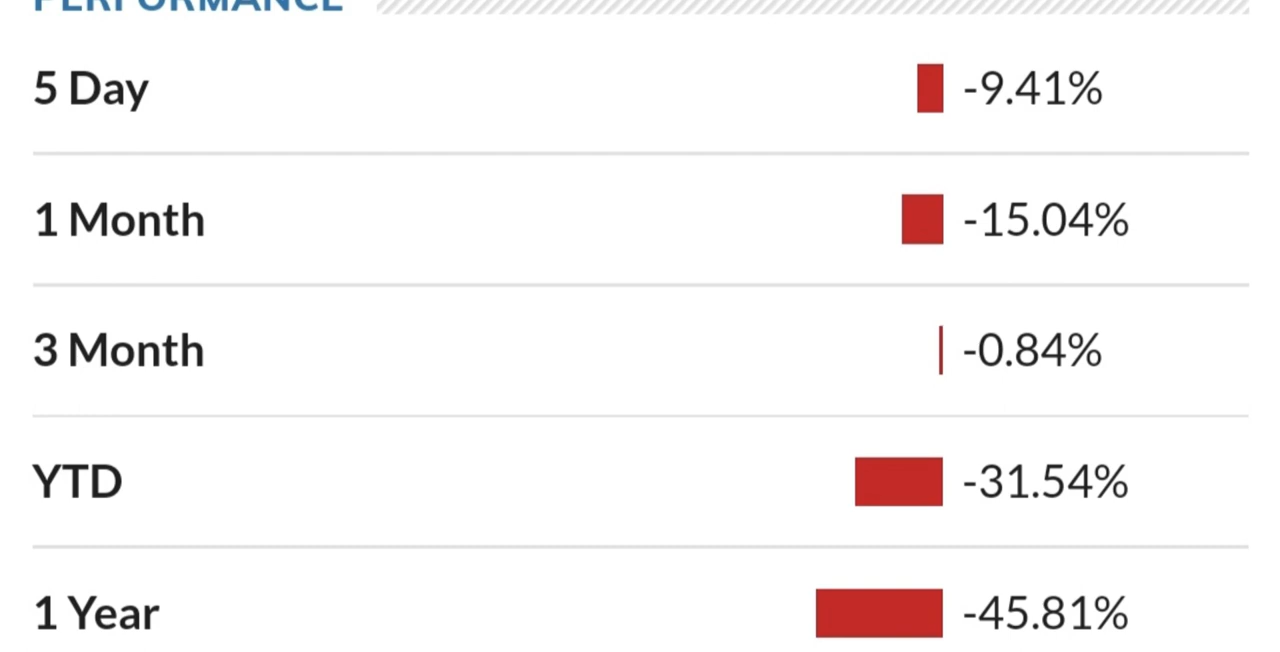 PERFORMANCE
5 Day -9.41%
1 Month -15.04%
3 Month -0.84%
YTD -31.54%
1 Year -45.81%